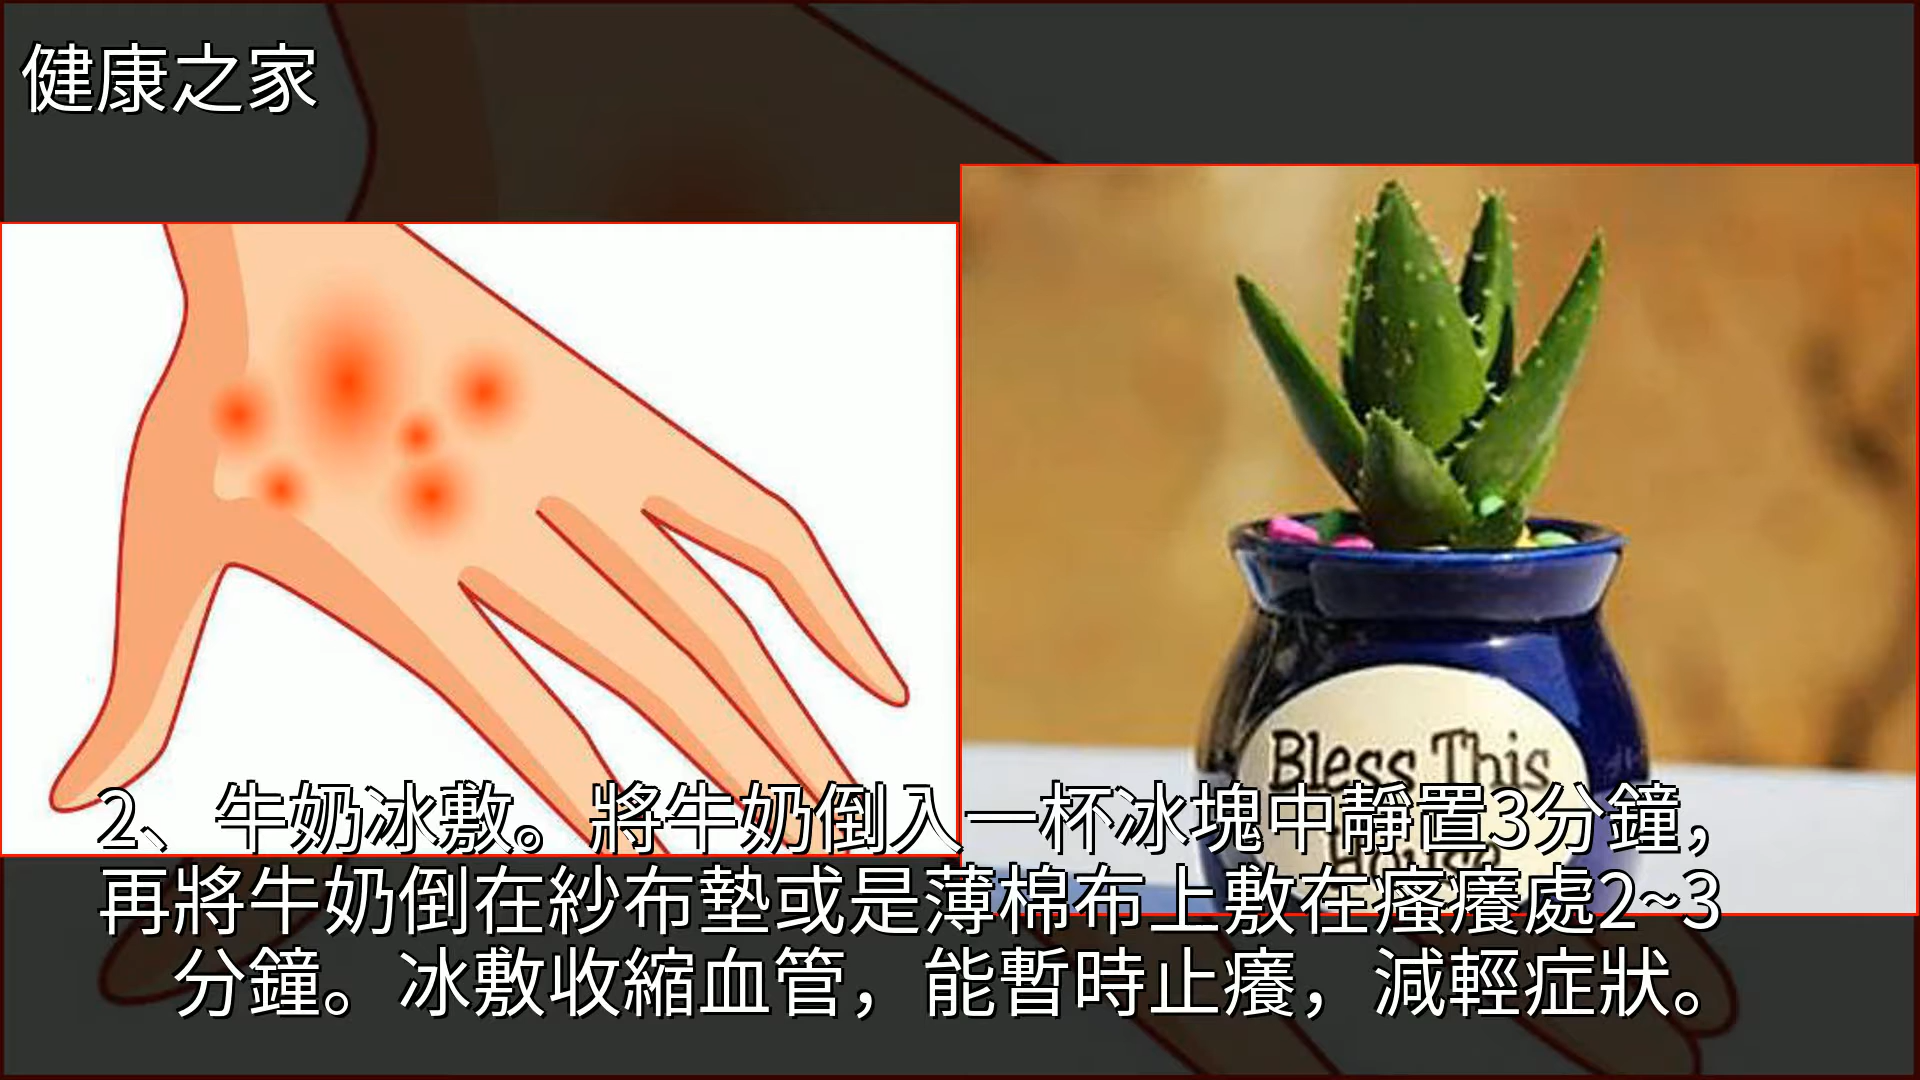 健康之家
Bless This
House
2、牛奶冰敷。將牛奶倒入一杯冰塊中靜置3分鐘，
再將牛奶倒在紗布墊或是薄棉布上敷在瘙癢處2~3
分鐘。冰敷收縮血管，能暫時止癢，減輕症狀。